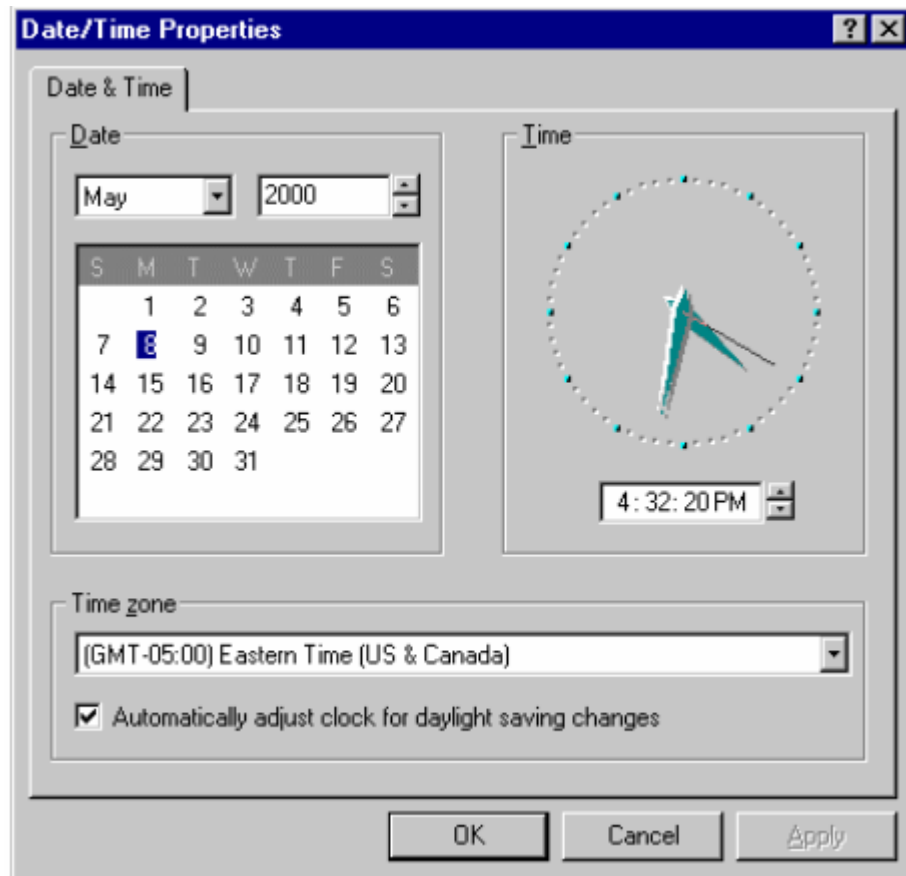 Date/Time Properties
Date & Time
Date
May 2000
S M T W T F S
1 2 3 4 5 6
7 8 9 10 11 12 13
14 15 16 17 18 19 20
21 22 23 24 25 26 27
28 29 30 31
Time
4:32:20 PM
Time zone
(GMT-05:00) Eastern Time (US & Canada)
Automatically adjust clock for daylight saving changes
OK Cancel Apply